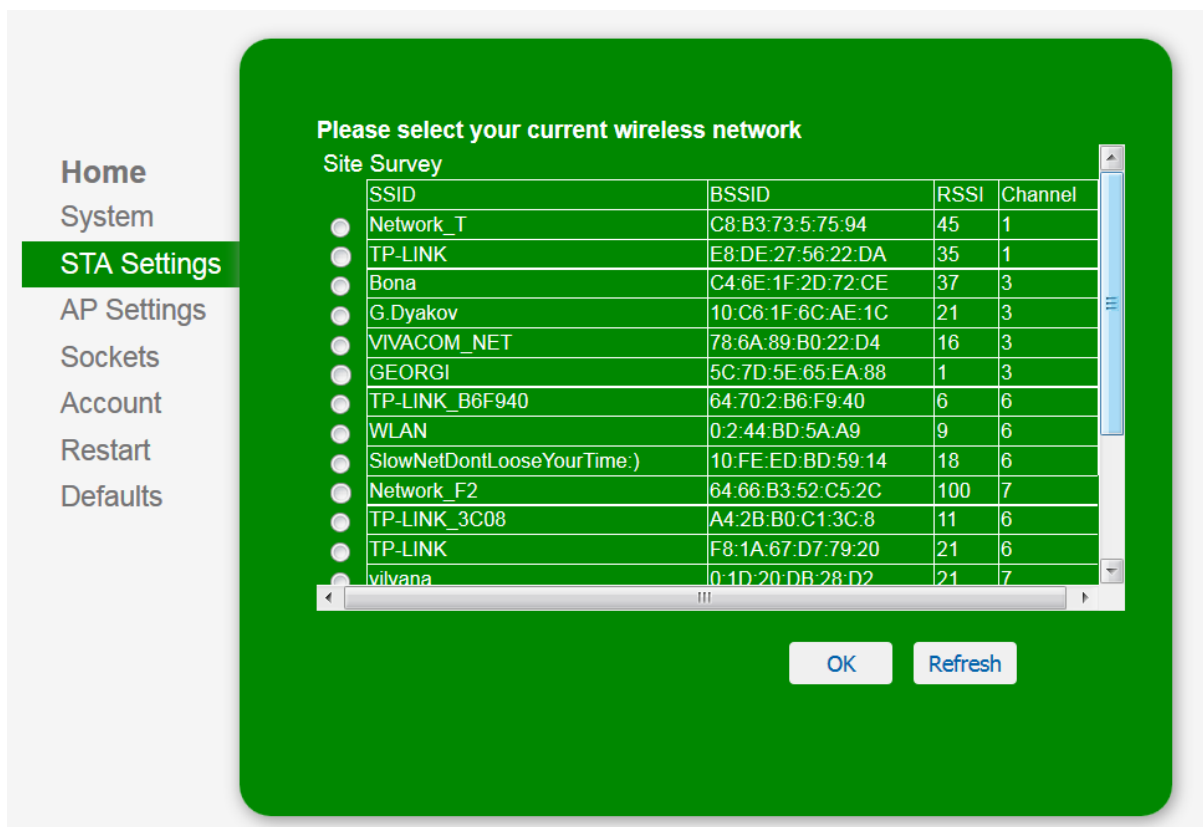 Home
System
STA Settings
AP Settings
Sockets
Account
Restart
Defaults
Please select your current wireless network
Site Survey
SSID BSSID RSSI Channel
Network_T C8:B3:73:5:75:94 45 1
TP-LINK E8:DE:27:56:22:DA 35 1
Bona C4:6E:1F:2D:72:CE 37 3
G.Dyakov 10:C6:1F:6C:AE:1C 21 3
VIVACOM_NET 78:6A:89:B0:22:D4 16 3
GEORGI 5C:7D:5E:65:EA:88 1 3
TP-LINK_B6F940 64:70:2:B6:F9:40 6 6
WLAN 0:2:44:BD:5A:A9 9 6
SlowNetDontLooseYourTime:) 10:FE:ED:BD:59:14 18 6
Network_F2 64:66:B3:52:C5:2C 100 7
TP-LINK_3C08 A4:2B:B0:C1:3C:8 11 6
TP-LINK F8:1A:67:D7:79:20 21 6
vilyana 0:1D:20:DB:28:D2 21 7
OK Refresh